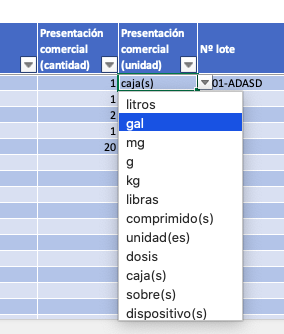 Presentación comercial (cantidad)
Presentación comercial (unidad)
Nº lote
1 caja(s) 01-ADASD
1
2
1
20
litros
gal
mg
g
kg
libras
comprimido(s)
unidad(es)
dosis
caja(s)
sobre(s)
dispositivo(s)